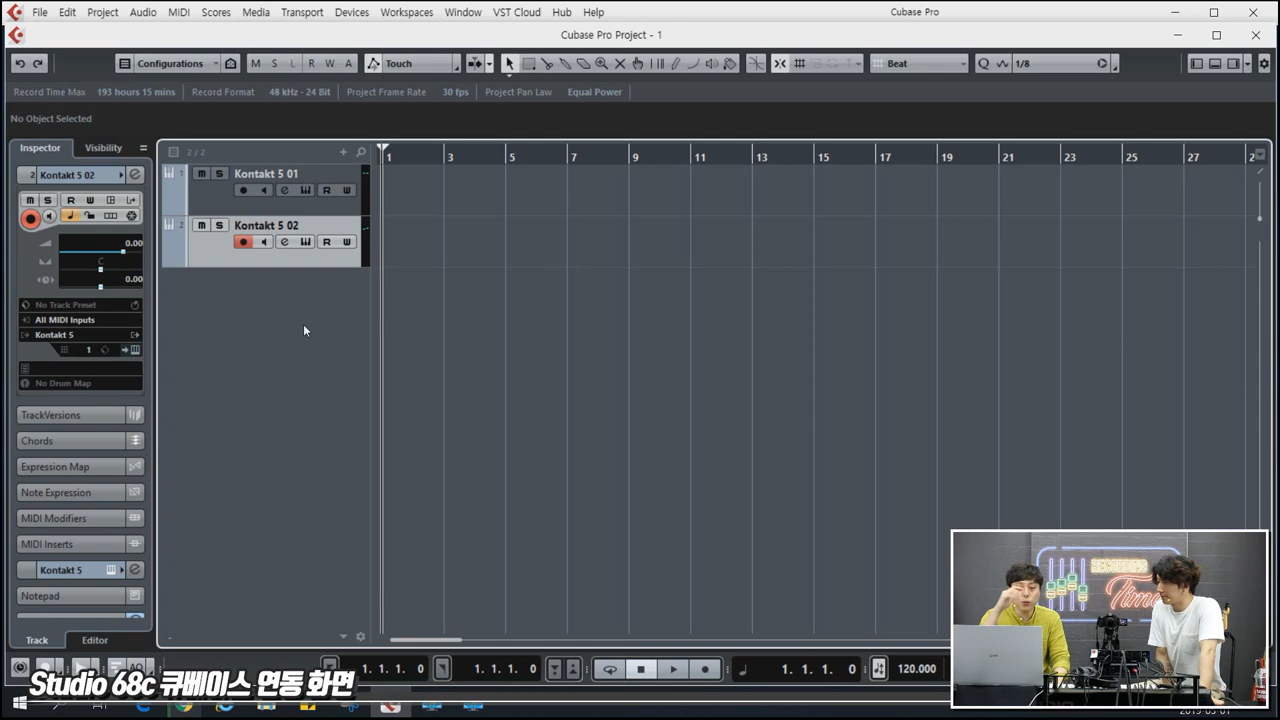 File Edit Project Audio MIDI Scores Media Transport Devices Workspaces Window VST Cloud Hub Help Cubase Pro
Cubase Pro Project - 1
Configurations M S L R W A Touch Beat Q 1/8
Record Time Max 193 hours 15 mins Record Format 48 kHz - 24 Bit Project Frame Rate 30 fps Project Pan Law Equal Power
No Object Selected
Inspector Visibility 2 / 2 1 3 5 7 9 11 13 15 17 19 21 23 25 27
2 Kontakt 5 02
1 M S Kontakt 5 01
R W
2 M S Kontakt 5 02
R W
M S R W
0.00
C
0.00
No Track Preset
All MIDI Inputs
Kontakt 5
1
No Drum Map
TrackVersions
Chords
Expression Map
Note Expression
MIDI Modifiers
MIDI Inserts
Kontakt 5
Notepad
Track Editor
RECORDING
Time
1. 1. 1. 0 1. 1. 1. 0 1. 1. 1. 0 120.000
Studio 68c 큐베이스 연동 화면